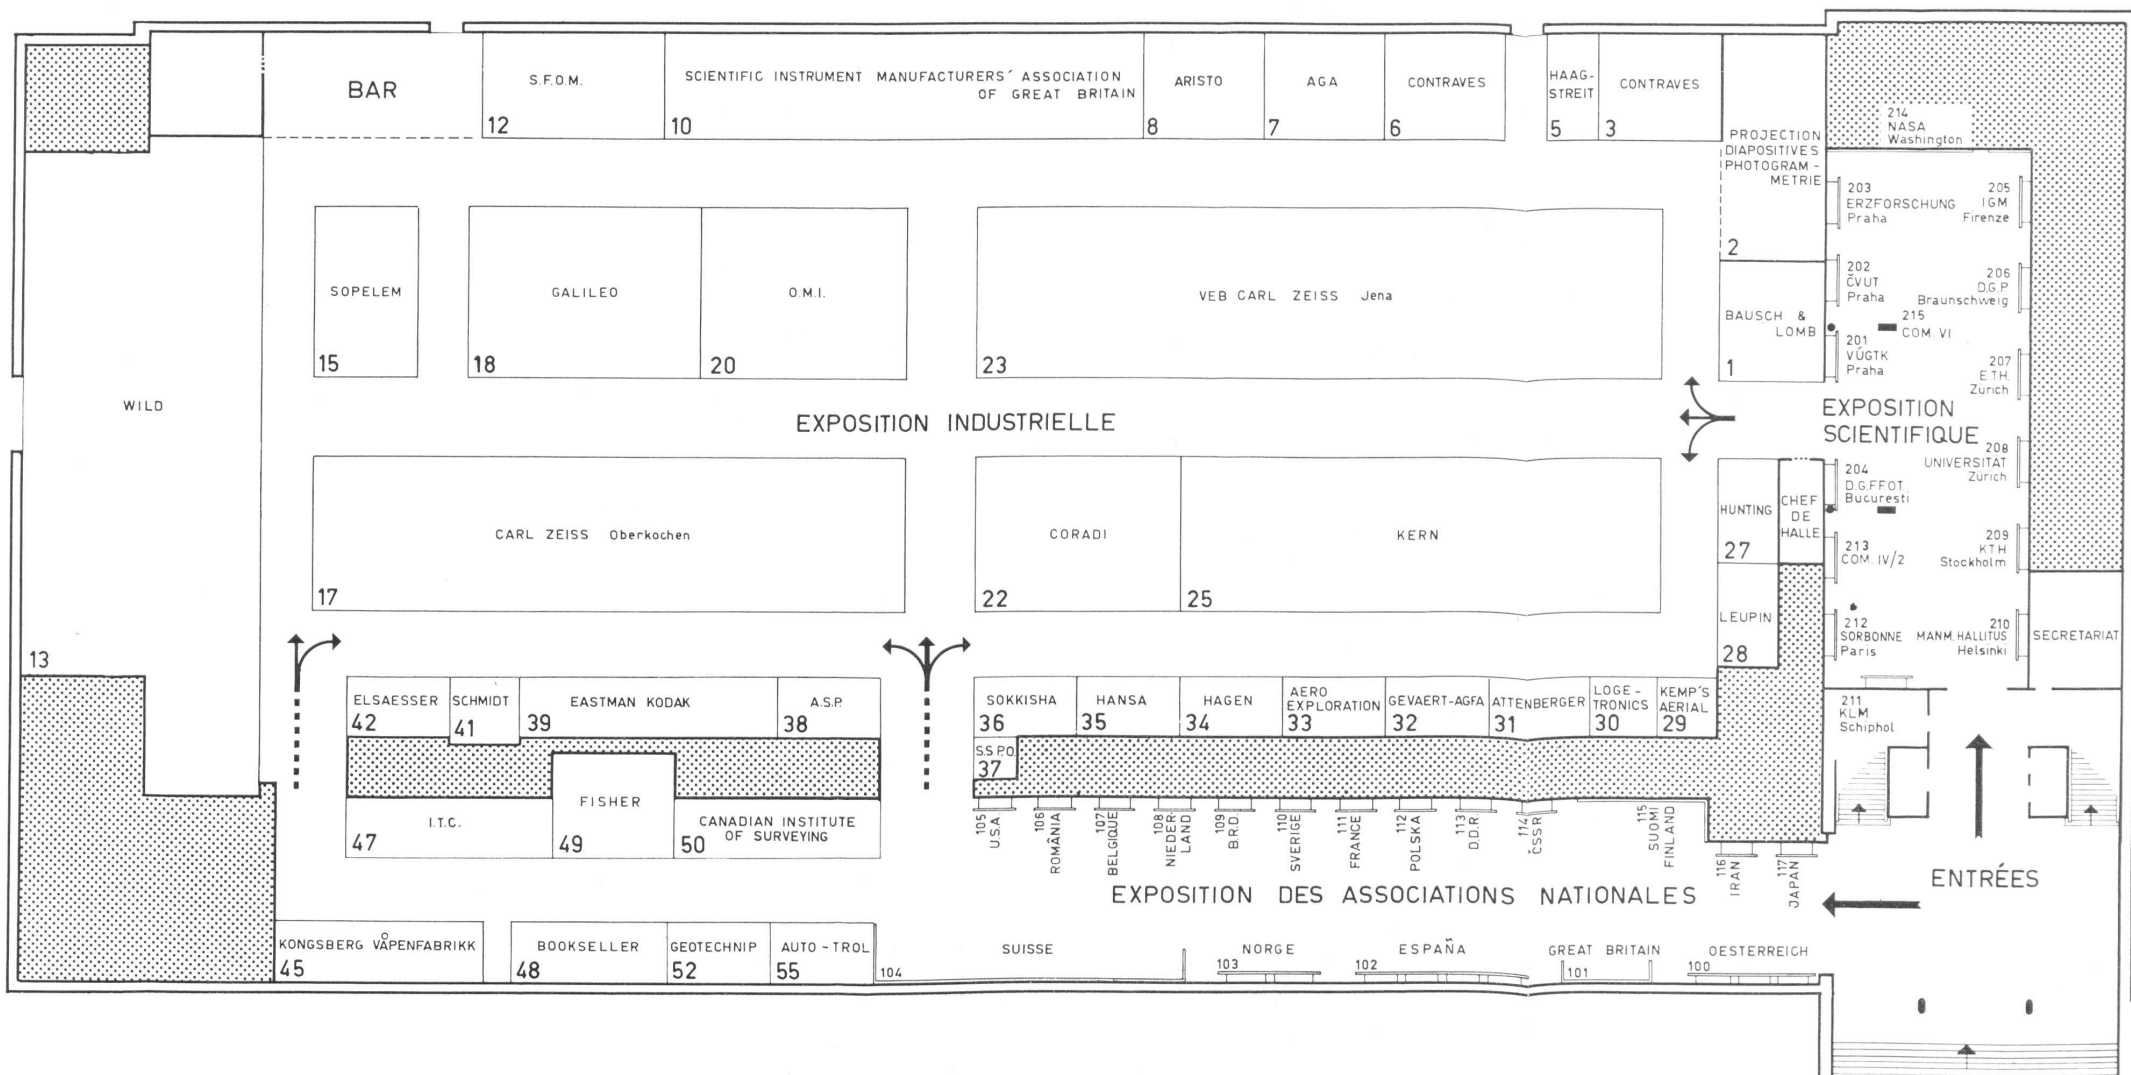 BAR
S.F.O.M.
12
SCIENTIFIC INSTRUMENT MANUFACTURERS´ ASSOCIATION
OF GREAT BRITAIN
10
ARISTO
8
AGA
7
CONTRAVES
6
HAAG-
STREIT
5
CONTRAVES
3
PROJECTION
DIAPOSITIVES
PHOTOGRAM-
METRIE
2
214
NASA
Washington
203
ERZFORSCHUNG
Praha
205
IGM
Firenze
202
ČVUT
Praha
206
D.G.P
Braunschweig
215
COM. VI
201
VÚGTK
Praha
207
E.T.H.
Zürich
SOPELEM
15
GALILEO
18
O.M.I.
20
VEB CARL ZEISS Jena
23
BAUSCH &
LOMB
1
WILD
13
EXPOSITION INDUSTRIELLE
EXPOSITION
SCIENTIFIQUE
208
UNIVERSITÄT
Zürich
204
D.G.F.FOT.
Bucuresti
CARL ZEISS Oberkochen
17
CORADI
22
KERN
25
HUNTING
27
CHEF
DE
HALLE
213
COM. IV/2
209
KTH
Stockholm
LEUPIN
28
212
SORBONNE
Paris
210
MANM. HALLITUS
Helsinki
SECRETARIAT
211
KLM
Schiphol
ELSAESSER
42
SCHMIDT
41
EASTMAN KODAK
39
A.S.P.
38
SOKKISHA
36
HANSA
35
HAGEN
34
AERO
EXPLORATION
33
GEVAERT-AGFA
32
ATTENBERGER
31
LOGE-
TRONICS
30
KEMP'S
AERIAL
29
S.S.P.O.
37
I.T.C.
47
FISHER
49
CANADIAN INSTITUTE
OF SURVEYING
50
105
U.S.A.
106
ROMÂNIA
107
BELGIQUE
108
NIEDER-
LAND
109
B.R.D.
110
SVERIGE
111
FRANCE
112
POLSKA
113
D.D.R.
114
ČSSR
115
SUOMI
FINLAND
116
IRAN
117
JAPAN
EXPOSITION DES ASSOCIATIONS NATIONALES
ENTRÉES
KONGSBERG VÅPENFABRIKK
45
BOOKSELLER
48
GEOTECHNIP
52
AUTO-TROL
55
SUISSE
104
NORGE
103
ESPAÑA
102
GREAT BRITAIN
101
OESTERREICH
100